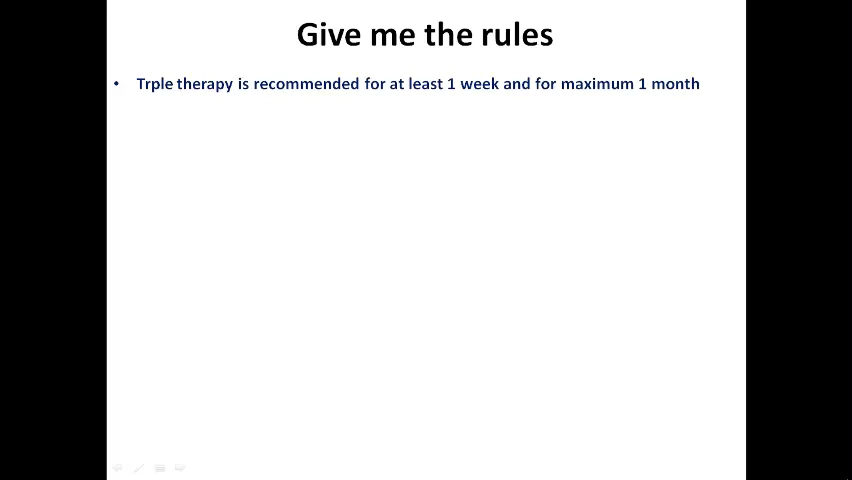 Give me the rules
• Trple therapy is recommended for at least 1 week and for maximum 1 month